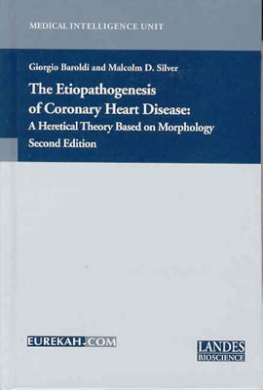 MEDICAL INTELLIGENCE UNIT
Giorgio Baroldi and Malcolm D. Silver
The Etiopathogenesis
of Coronary Heart Disease:
A Heretical Theory Based on Morphology
Second Edition
EUREKAH.COM
LANDES
BIOSCIENCE